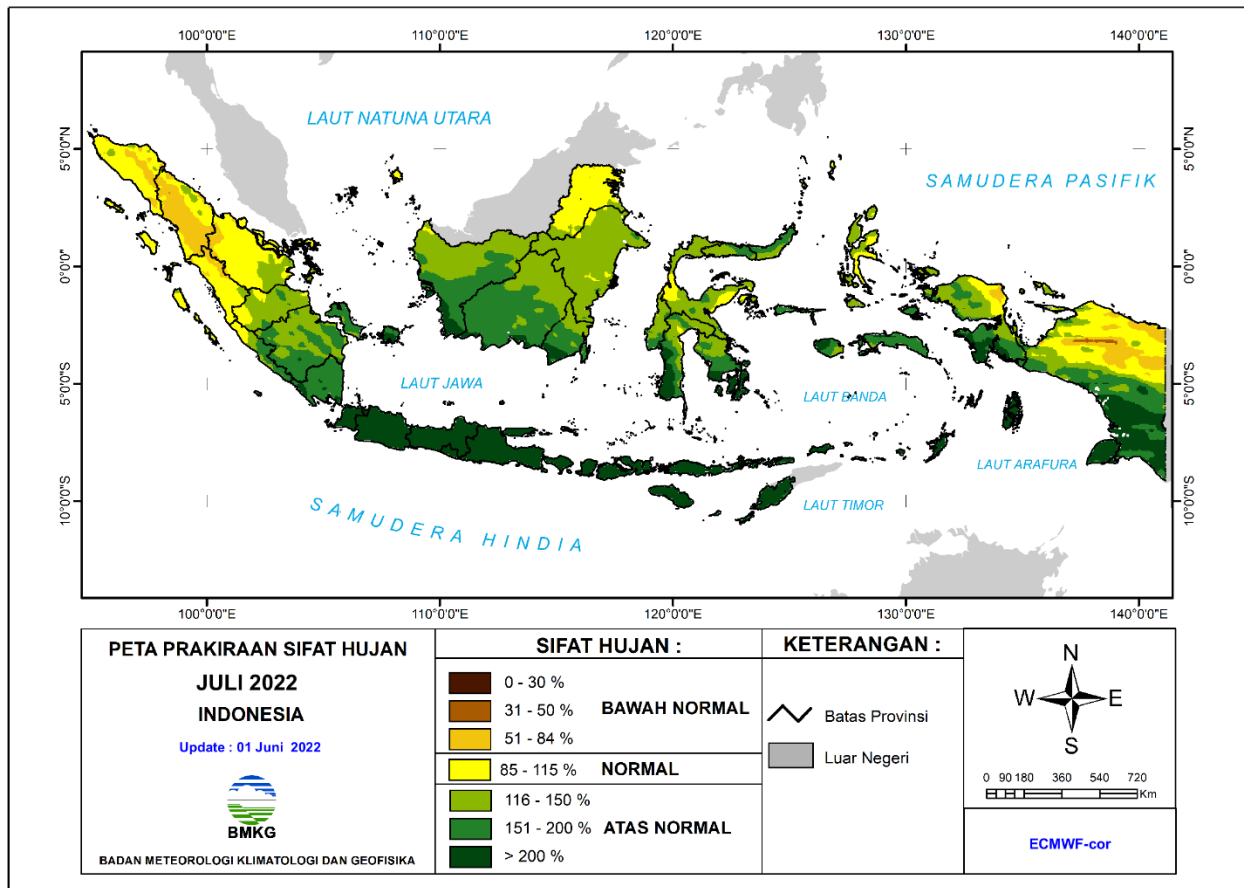 100°0'0"E 110°0'0"E 120°0'0"E 130°0'0"E 140°0'0"E
LAUT NATUNA UTARA
5°0'0"N 5°0'0"N
SAMUDERA PASIFIK
0°0'0" 0°0'0"
LAUT JAWA
LAUT BANDA
5°0'0"S 5°0'0"S
LAUT ARAFURA
LAUT TIMOR
10°0'0"S 10°0'0"S
SAMUDERA HINDIA
100°0'0"E 110°0'0"E 120°0'0"E 130°0'0"E 140°0'0"E
PETA PRAKIRAAN SIFAT HUJAN
JULI 2022
INDONESIA
Update : 01 Juni 2022
BMKG
BADAN METEOROLOGI KLIMATOLOGI DAN GEOFISIKA
SIFAT HUJAN :
0 - 30 %
31 - 50 % BAWAH NORMAL
51 - 84 %
85 - 115 % NORMAL
116 - 150 %
151 - 200 % ATAS NORMAL
> 200 %
KETERANGAN :
Batas Provinsi
Luar Negeri
N
W E
S
0 90 180 360 540 720
Km
ECMWF-cor